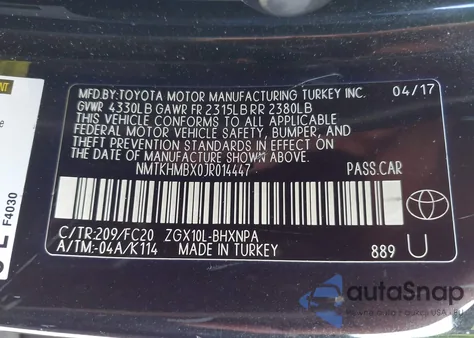 MFD.BY:TOYOTA MOTOR MANUFACTURING TURKEY INC. 04/17
GVWR 4330LB GAWR FR 2315LB RR 2380LB
THIS VEHICLE CONFORMS TO ALL APPLICABLE
FEDERAL MOTOR VEHICLE SAFETY, BUMPER, AND
THEFT PREVENTION STANDARDS IN EFFECT ON THE
DATE OF MANUFACTURE SHOWN ABOVE.
NMTKHMBX0JR014447 PASS.CAR
C/TR:209/FC20 ZGX10L-BHXNPA
A/TM:-04A/K114 MADE IN TURKEY 889 U
F4030
autoSnap